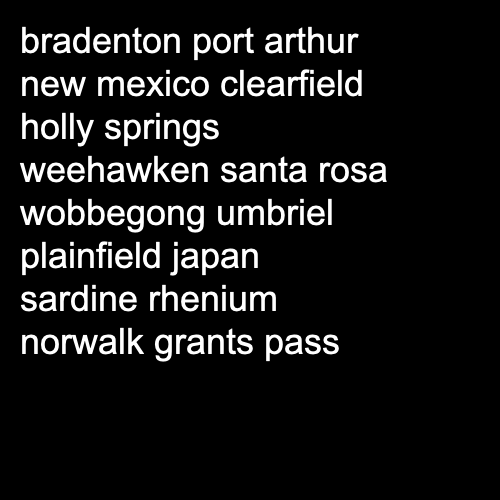 bradenton port arthur
new mexico clearfield
holly springs
weehawken santa rosa
wobbegong umbriel
plainfield japan
sardine rhenium
norwalk grants pass